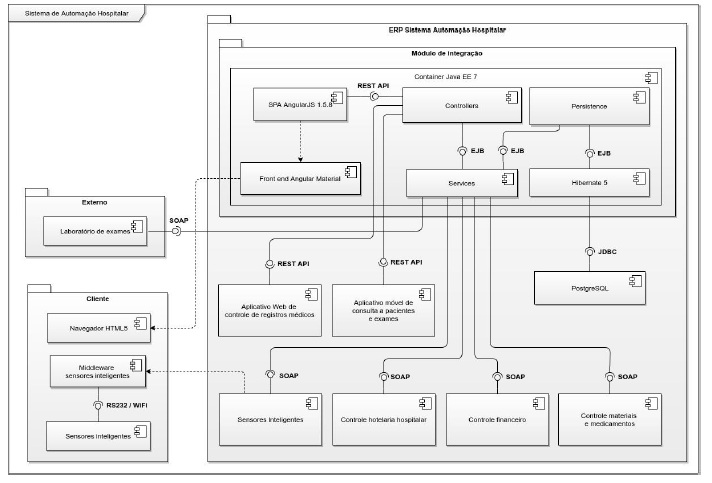 Sistema de Automação Hospitalar
ERP Sistema Automação Hospitalar
Módulo de integração
Container Java EE 7
REST API
SPA AngularJS 1.5.8
Controllers
Persistence
EJB
EJB
EJB
Front end Angular Material
Services
Hibernate 5
Externo
SOAP
Laboratório de exames
JDBC
REST API
REST API
PostgreSQL
Cliente
Aplicativo Web de
controle de registros médicos
Aplicativo móvel de
consulta a pacientes
e exames
Navegador HTML5
Middleware
sensores inteligentes
SOAP
SOAP
SOAP
SOAP
RS232 / WiFi
Sensores inteligentes
Sensores Inteligentes
Controle hotelaria hospitalar
Controle financeiro
Controle materiais
e medicamentos